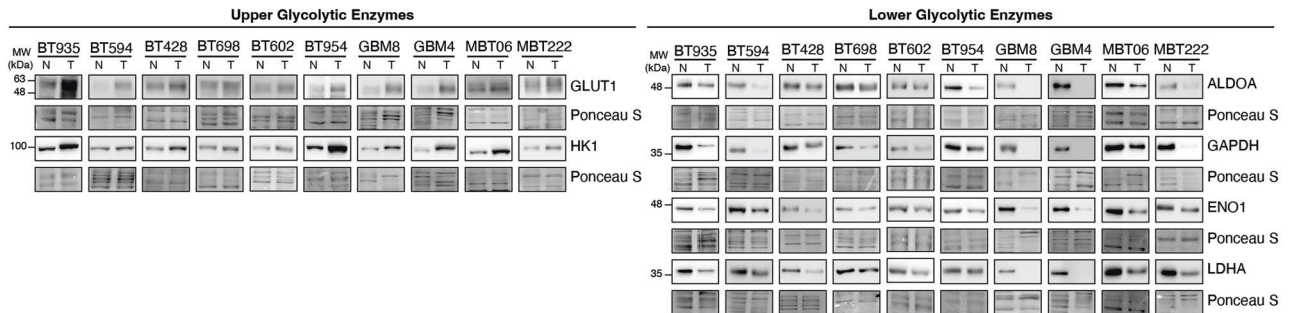 Upper Glycolytic Enzymes
MW (kDa)
BT935 BT594 BT428 BT698 BT602 BT954 GBM8 GBM4 MBT06 MBT222
N T N T N T N T N T N T N T N T N T N T
63
48
GLUT1
Ponceau S
100
HK1
Ponceau S
Lower Glycolytic Enzymes
MW (kDa)
BT935 BT594 BT428 BT698 BT602 BT954 GBM8 GBM4 MBT06 MBT222
N T N T N T N T N T N T N T N T N T N T
48
ALDOA
Ponceau S
35
GAPDH
Ponceau S
48
ENO1
Ponceau S
35
LDHA
Ponceau S